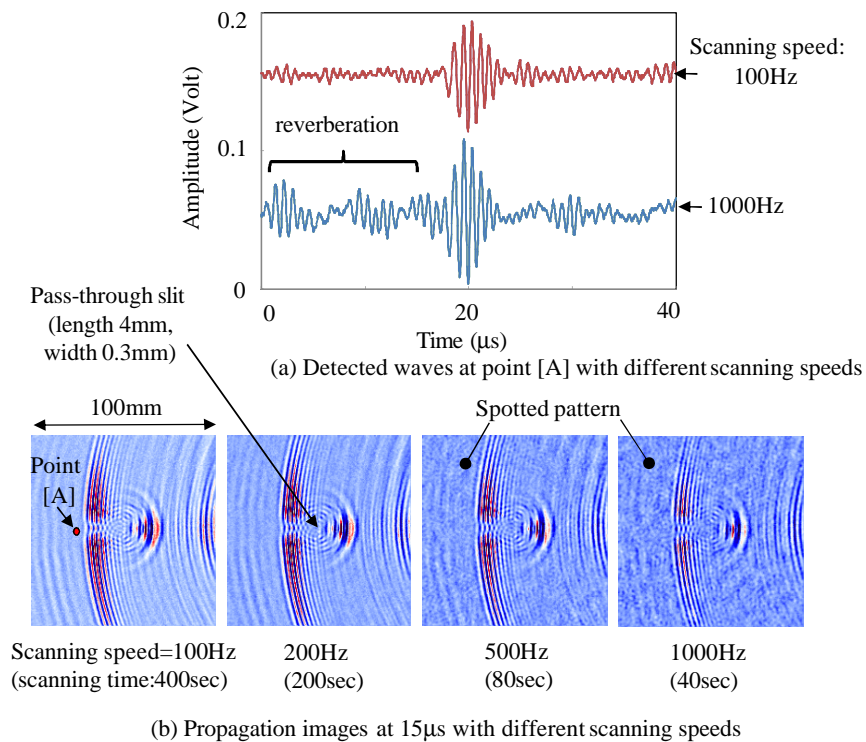 0.2
Scanning speed:
100Hz
reverberation
Amplitude (Volt)
0.1
1000Hz
0
Pass-through slit
(length 4mm,
width 0.3mm)
0
20
40
Time (μs)
(a) Detected waves at point [A] with different scanning speeds
100mm
Spotted pattern
Point
[A]
Scanning speed=100Hz
(scanning time:400sec)
200Hz
(200sec)
500Hz
(80sec)
1000Hz
(40sec)
(b) Propagation images at 15μs with different scanning speeds